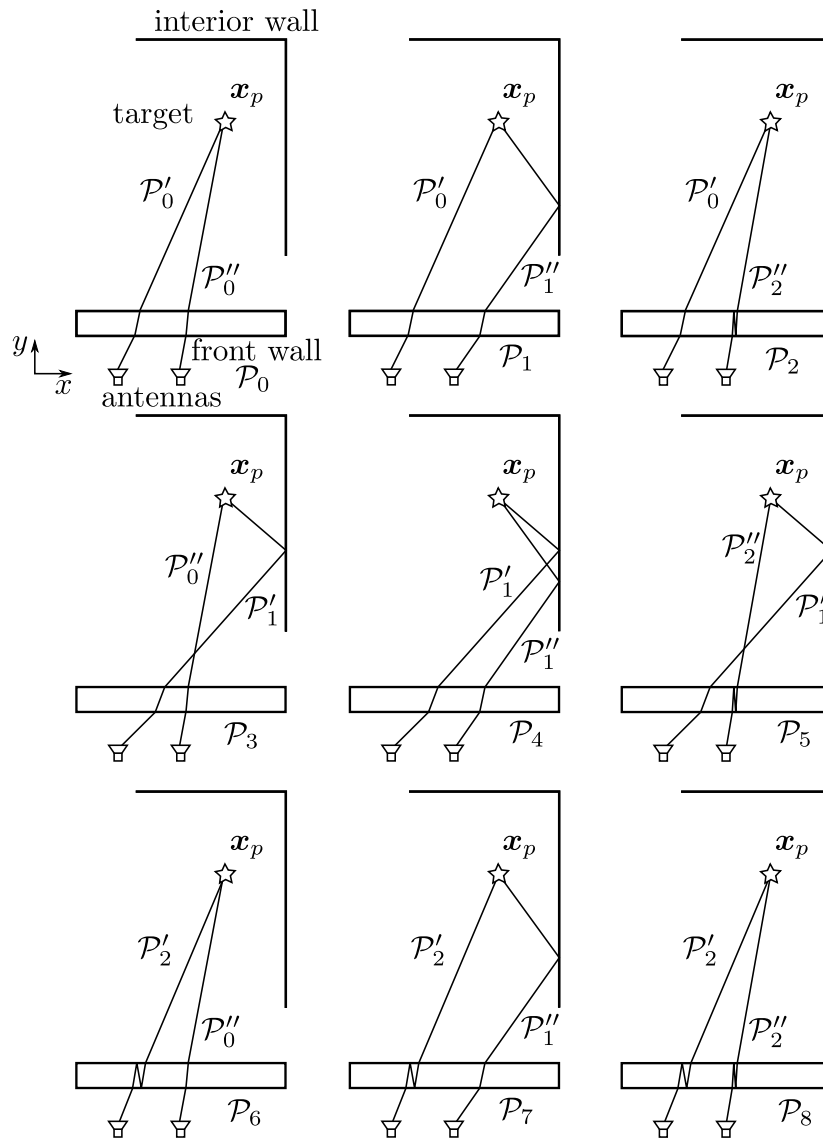 interior wall
𝒙_p 𝒙_p 𝒙_p
target
𝒫′_0 𝒫′_0 𝒫′_0
𝒫″_0 𝒫″_1 𝒫″_2
y front wall
x 𝒫_0 𝒫_1 𝒫_2
antennas
𝒙_p 𝒙_p 𝒙_p
𝒫″_0 𝒫′_1 𝒫″_2
𝒫′_1 𝒫″_1 𝒫′_1
𝒫_3 𝒫_4 𝒫_5
𝒙_p 𝒙_p 𝒙_p
𝒫′_2 𝒫′_2 𝒫′_2
𝒫″_0 𝒫″_1 𝒫″_2
𝒫_6 𝒫_7 𝒫_8